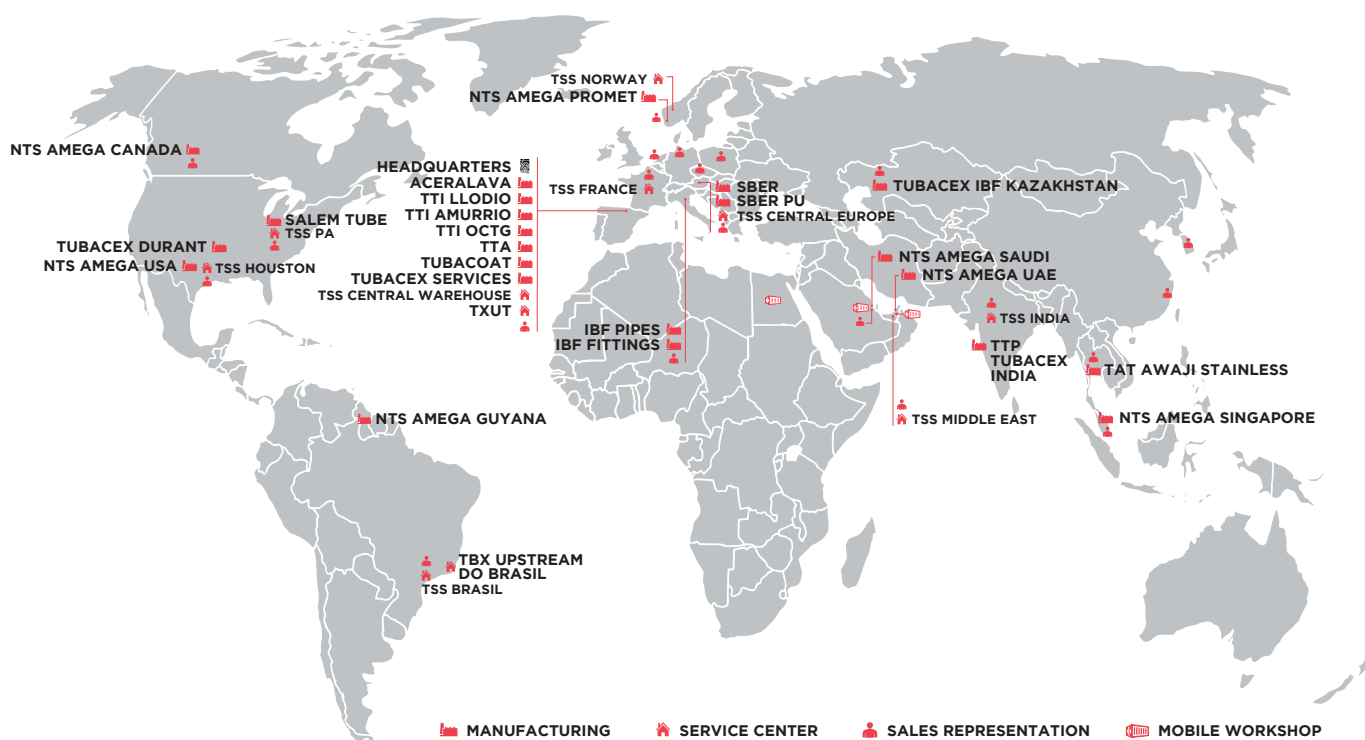 TSS NORWAY
NTS AMEGA PROMET
NTS AMEGA CANADA
HEADQUARTERS
ACERALAVA
TTI LLODIO
TTI AMURRIO
TTI OCTG
TTA
TUBACOAT
TUBACEX SERVICES
TSS CENTRAL WAREHOUSE
TXUT
TSS FRANCE
SBER
SBER PU
TSS CENTRAL EUROPE
TUBACEX IBF KAZAKHSTAN
SALEM TUBE
TSS PA
TUBACEX DURANT
NTS AMEGA USA
TSS HOUSTON
NTS AMEGA SAUDI
NTS AMEGA UAE
TSS INDIA
IBF PIPES
IBF FITTINGS
TTP
TUBACEX
INDIA
TAT AWAJI STAINLESS
NTS AMEGA GUYANA
TSS MIDDLE EAST
NTS AMEGA SINGAPORE
TBX UPSTREAM
DO BRASIL
TSS BRASIL
MANUFACTURING
SERVICE CENTER
SALES REPRESENTATION
MOBILE WORKSHOP